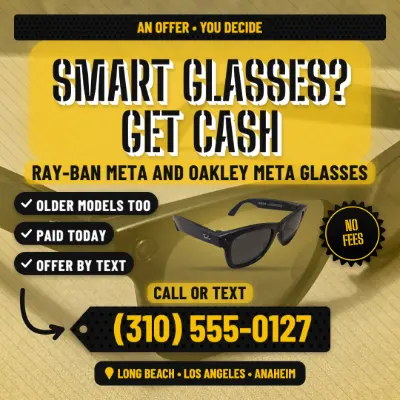 AN OFFER • YOU DECIDE
SMART GLASSES?
GET CASH
RAY-BAN META AND OAKLEY META GLASSES
OLDER MODELS TOO
PAID TODAY
OFFER BY TEXT
NO
FEES
CALL OR TEXT
(310) 555-0127
LONG BEACH • LOS ANGELES • ANAHEIM